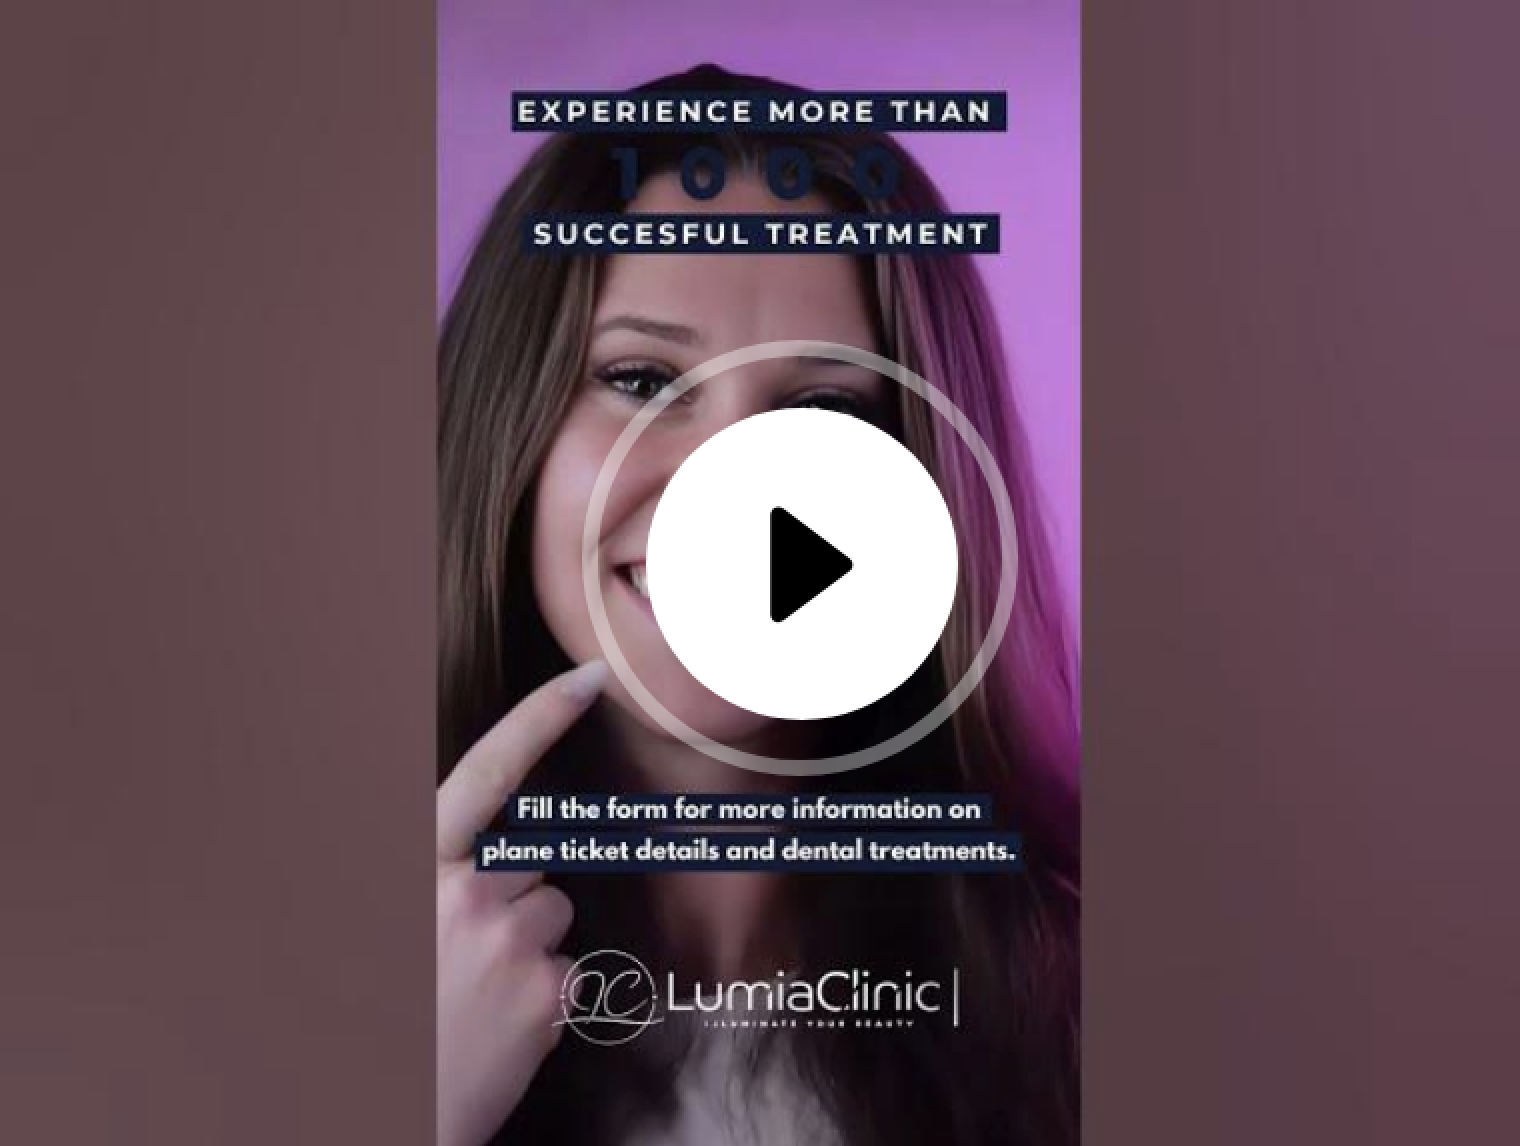 EXPERIENCE MORE THAN
1000
SUCCESFUL TREATMENT
Fill the form for more information on
plane ticket details and dental treatments.
LC LumiaClinic
ILLUMINATE YOUR BEAUTY